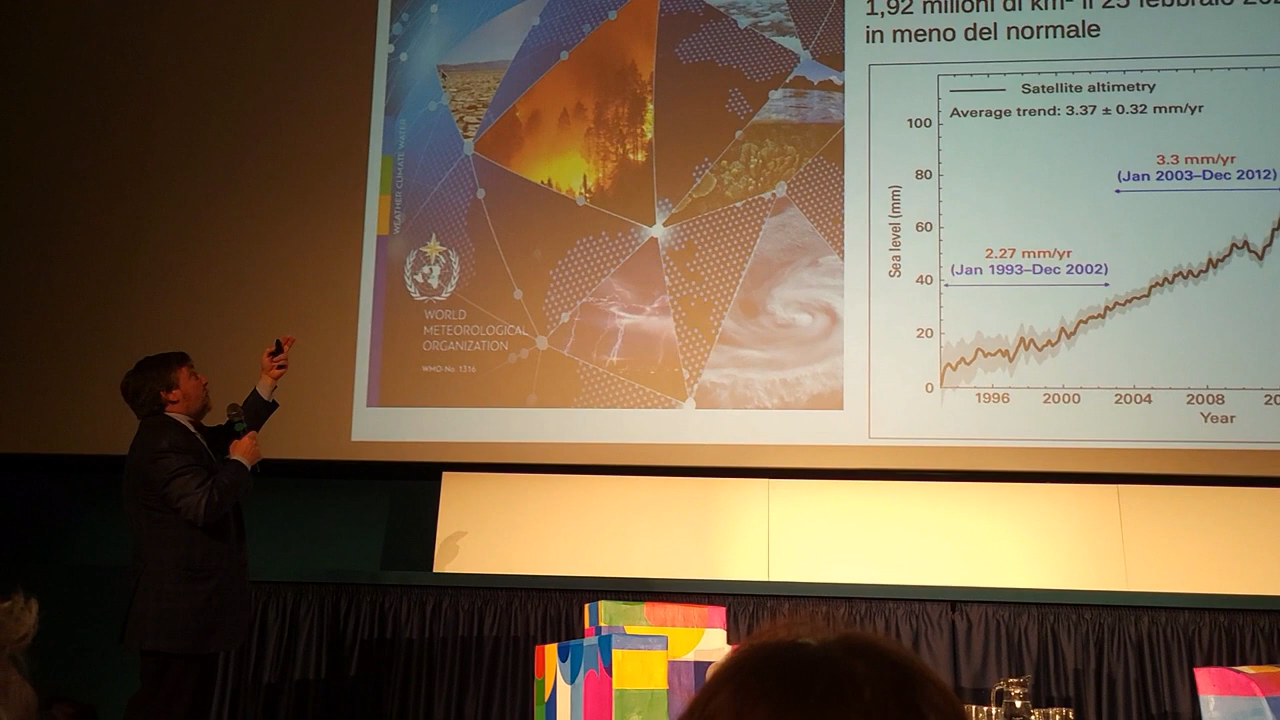 1,92 milioni di km² il 25 febbraio 202
in meno del normale
WEATHER CLIMATE WATER
WORLD
METEOROLOGICAL
ORGANIZATION
WMO-No. 1316
Satellite altimetry
Average trend: 3.37 ± 0.32 mm/yr
3.3 mm/yr
(Jan 2003–Dec 2012)
2.27 mm/yr
(Jan 1993–Dec 2002)
Sea level (mm)
100
80
60
40
20
0
1996 2000 2004 2008 20
Year